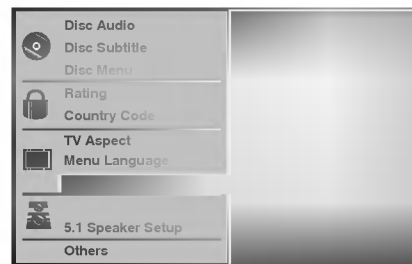 Disc Audio
Disc Subtitle
Disc Menu
Rating
Country Code
TV Aspect
Menu Language
5.1 Speaker Setup
Others